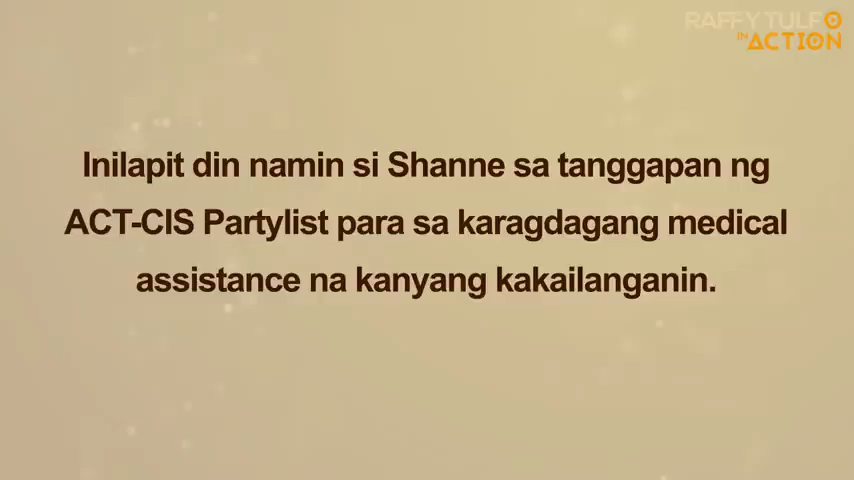 RAFFY TULFO
IN ACTION
Inilapit din namin si Shanne sa tanggapan ng
ACT-CIS Partylist para sa karagdagang medical
assistance na kanyang kakailanganin.